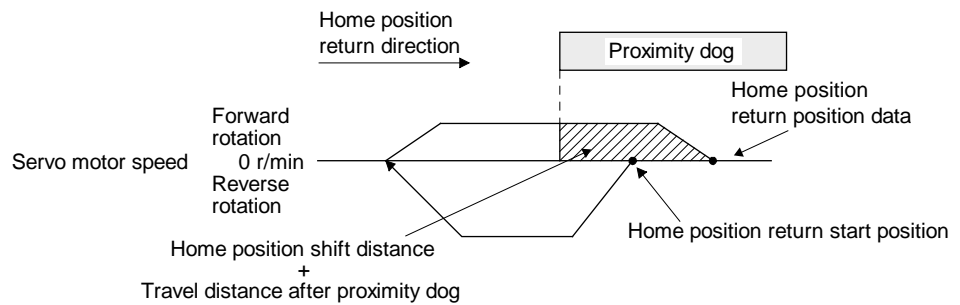 Home position
return direction
Proximity dog
Home position
return position data
Forward
rotation
Servo motor speed 0 r/min
Reverse
rotation
Home position return start position
Home position shift distance
+
Travel distance after proximity dog